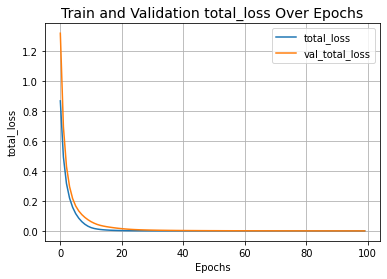 Train and Validation total_loss Over Epochs
total_loss
val_total_loss
total_loss
1.2
1.0
0.8
0.6
0.4
0.2
0.0
0 20 40 60 80 100
Epochs